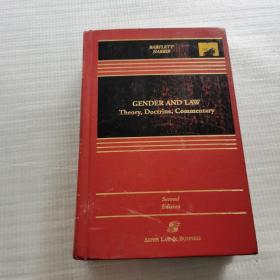 BARTLETT
HARRIS
GENDER AND LAW
Theory, Doctrine, Commentary
Second
Edition
ASPEN LAW & BUSINESS